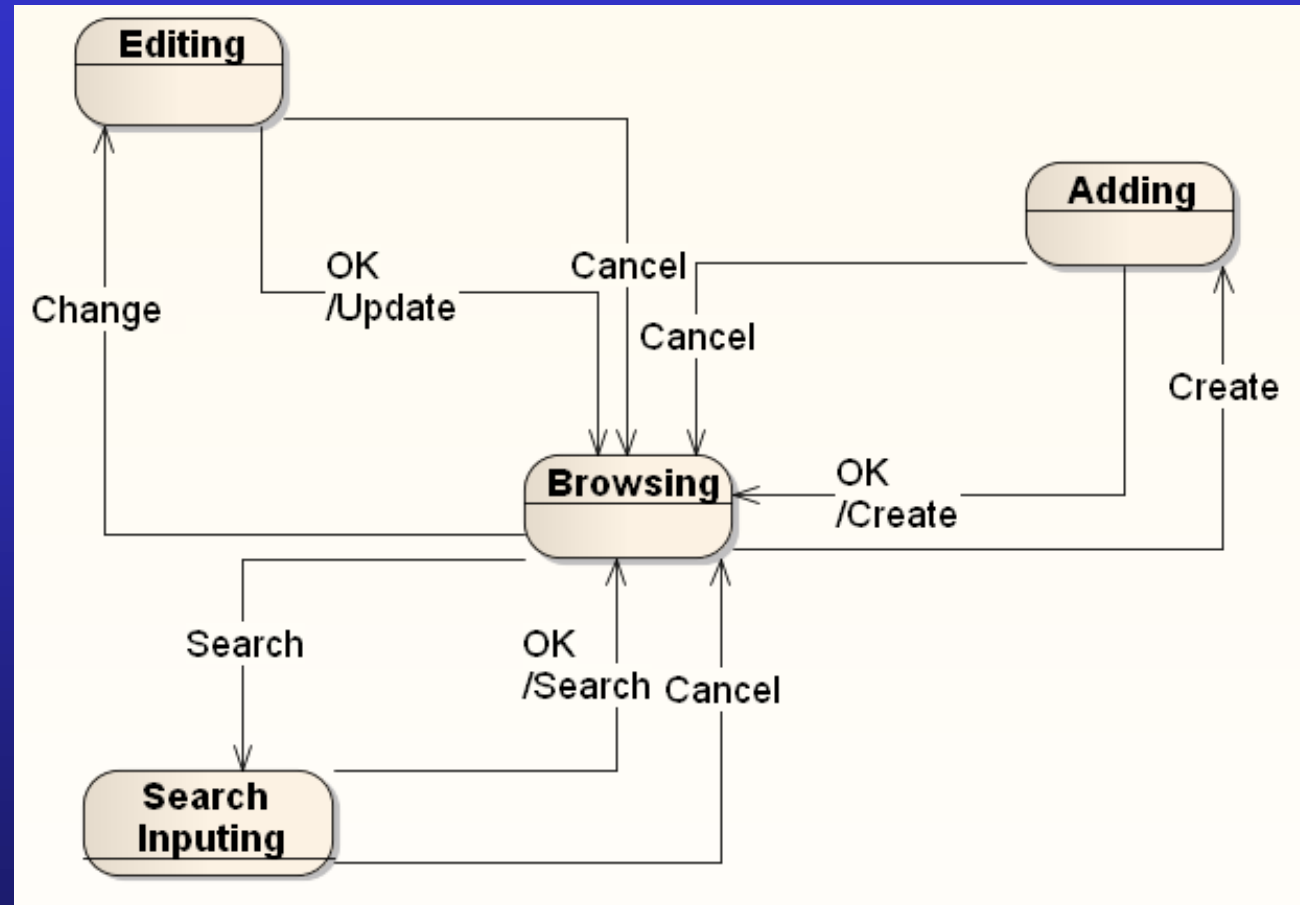 Editing
Adding
OK
/Update
Cancel
Change
Cancel
Create
Browsing
OK
/Create
Search
OK
/Search
Cancel
Search
Inputing